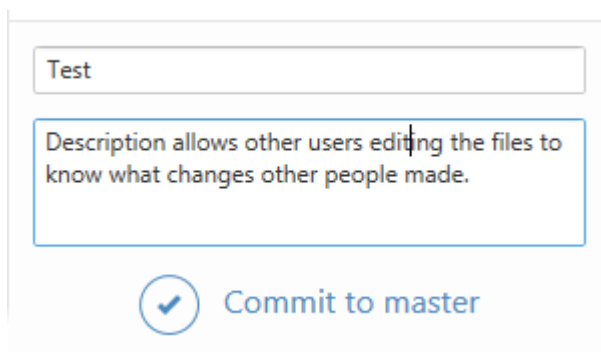 Test
Description allows other users editing the files to
know what changes other people made.
Commit to master